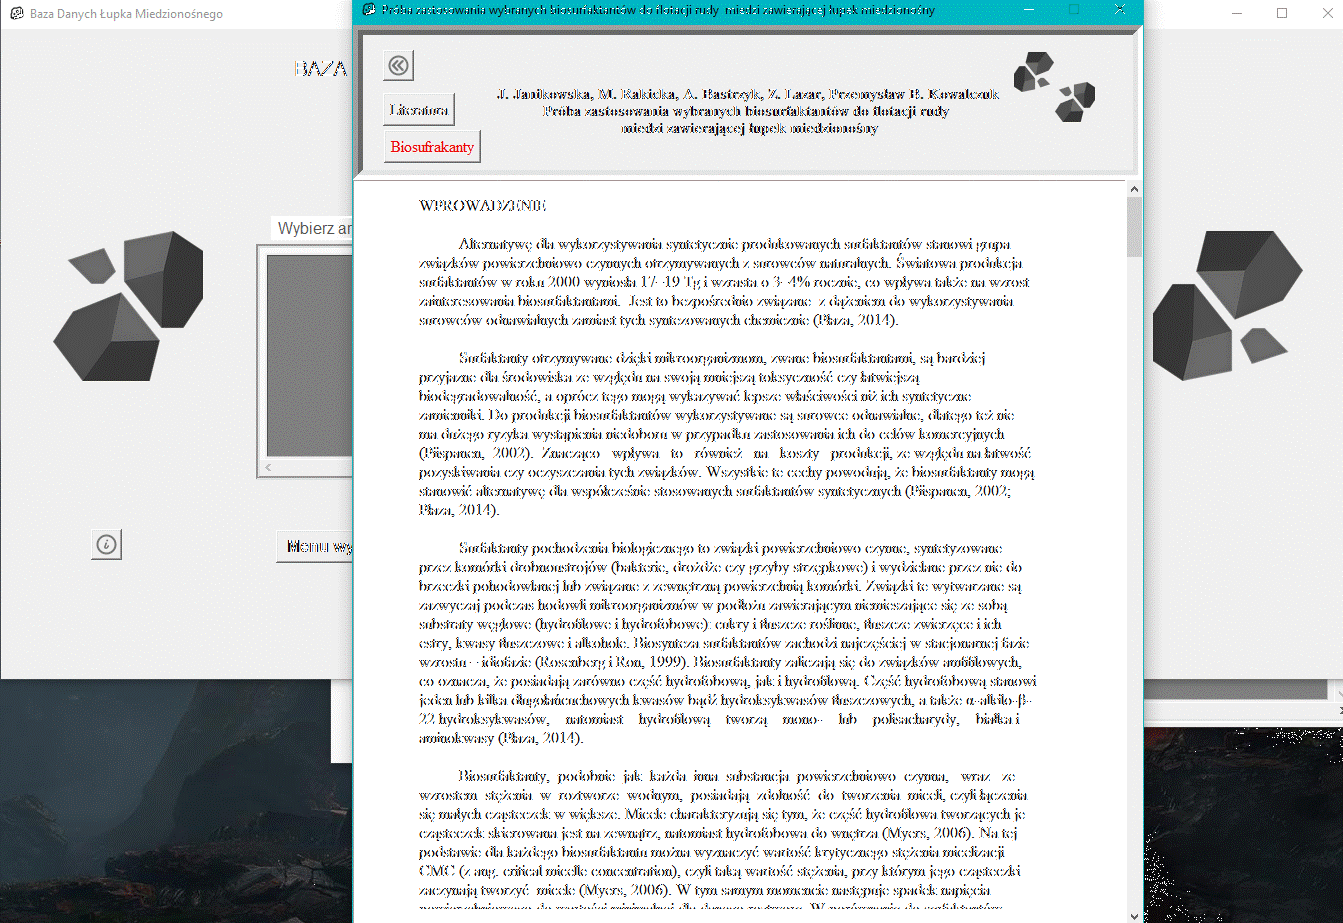 Baza Danych Łupka Miedzionośnego
Próba zastosowania wybranych biosurfaktantów do flotacji rudy miedzi zawierającej łupek miedzionośny
BAZA
J. Janikowska, M. Rakicka, A. Bastrzyk, Z. Lazar, Przemysław B. Kowalczuk
Literatura
Próba zastosowania wybranych biosurfaktantów do flotacji rudy
miedzi zawierającej łupek miedzionośny
Biosufrakanty
Wybierz ar
Menu wy
WPROWADZENIE
Alternatywę dla wykorzystywania syntetycznie produkowanych surfaktantów stanowi grupa
związków powierzchniowo czynnych otrzymywanych z surowców naturalnych. Światowa produkcja
surfaktantów w roku 2000 wyniosła 17–19 Tg i wzrasta o 3–4% rocznie, co wpływa także na wzrost
zainteresowania biosurfaktantami. Jest to bezpośrednio związane z dążeniem do wykorzystywania
surowców odnawialnych zamiast tych syntezowanych chemicznie (Płaza, 2014).
Surfaktanty otrzymywane dzięki mikroorganizmom, zwane biosurfaktantami, są bardziej
przyjazne dla środowiska ze względu na swoją mniejszą toksyczność czy łatwiejszą
biodegradowalność, a oprócz tego mogą wykazywać lepsze właściwości niż ich syntetyczne
zamienniki. Do produkcji biosurfaktantów wykorzystywane są surowce odnawialne, dlatego też nie
ma dużego ryzyka wystąpienia niedoboru w przypadku zastosowania ich do celów komercyjnych
(Bispanen, 2002). Znacząco wpływa to również na koszty produkcji, ze względu na łatwość
pozyskiwania czy oczyszczania tych związków. Wszystkie te cechy powodują, że biosurfaktanty mogą
stanowić alternatywę dla współcześnie stosowanych surfaktantów syntetycznych (Bispanen, 2002;
Płaza, 2014).
Surfaktanty pochodzenia biologicznego to związki powierzchniowo czynne, syntetyzowane
przez komórki drobnoustrojów (bakterie, drożdże czy grzyby strzępkowe) i wydzielane przez nie do
brzeczki pohodowlanej lub związane z zewnętrzną powierzchnią komórki. Związki te wytwarzane są
zazwyczaj podczas hodowli mikroorganizmów w podłożu zawierającym niemieszające się ze sobą
substraty węglowe (hydrofilowe i hydrofobowe): cukry i tłuszcze roślinne, tłuszcze zwierzęce i ich
estry, kwasy tłuszczowe i alkohole. Biosynteza surfaktantów zachodzi najczęściej w stacjonarnej fazie
wzrostu – idiofazie (Rosenberg i Ron, 1999). Biosurfaktanty zaliczają się do związków amfifilowych,
co oznacza, że posiadają zarówno część hydrofobową, jak i hydrofilową. Część hydrofobową stanowi
jeden lub kilka długołańcuchowych kwasów bądź hydroksykwasów tłuszczowych, a także α-alkilo-β-
22 hydroksykwasów, natomiast hydrofilową tworzą mono- lub polisacharydy, białka i
aminokwasy (Płaza, 2014).
Biosurfaktanty, podobnie jak każda inna substancja powierzchniowo czynna, wraz ze
wzrostem stężenia w roztworze wodnym, posiadają zdolność do tworzenia miceli, czyli łączenia
się małych cząsteczek w większe. Micele charakteryzują się tym, że część hydrofilowa tworzących je
cząsteczek skierowana jest na zewnątrz, natomiast hydrofobowa do wnętrza (Myers, 2006). Na tej
podstawie dla każdego biosurfaktantu można wyznaczyć wartość krytycznego stężenia micelizacji
CMC (z ang. critical micelle concentration), czyli taką wartość stężenia, przy którym jego cząsteczki
zaczynają tworzyć micele (Myers, 2006). W tym samym momencie następuje spadek napięcia